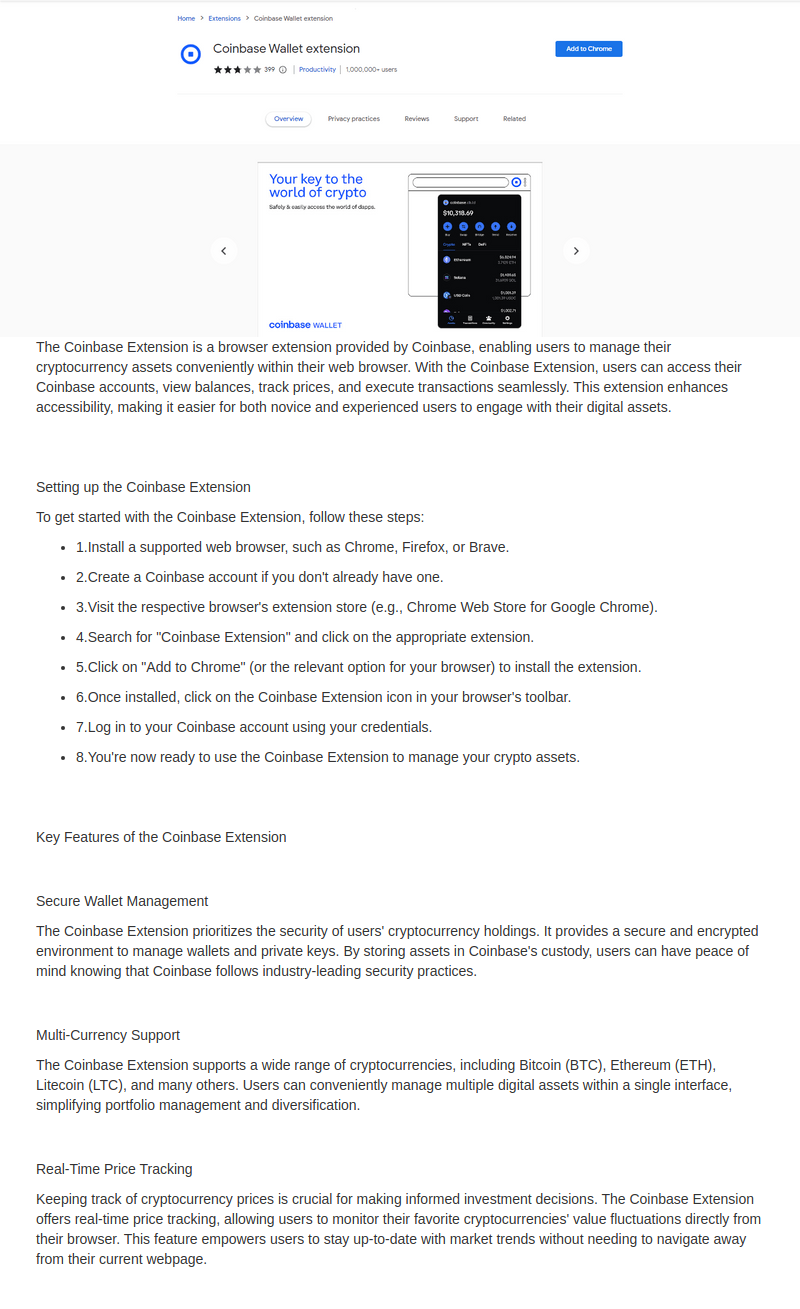 Home > Extensions > Coinbase Wallet extension
Coinbase Wallet extension
Add to Chrome
399 | Productivity | 1,000,000+ users
Overview
Privacy practices
Reviews
Support
Related
Your key to the
world of crypto
Safely & easily access the world of dapps.
coinbase
$10,318.69
Crypto NFTs DeFi
Ethereum
Solana
USD Coin
coinbase WALLET
The Coinbase Extension is a browser extension provided by Coinbase, enabling users to manage their
cryptocurrency assets conveniently within their web browser. With the Coinbase Extension, users can access their
Coinbase accounts, view balances, track prices, and execute transactions seamlessly. This extension enhances
accessibility, making it easier for both novice and experienced users to engage with their digital assets.
Setting up the Coinbase Extension
To get started with the Coinbase Extension, follow these steps:
• 1.Install a supported web browser, such as Chrome, Firefox, or Brave.
• 2.Create a Coinbase account if you don't already have one.
• 3.Visit the respective browser's extension store (e.g., Chrome Web Store for Google Chrome).
• 4.Search for "Coinbase Extension" and click on the appropriate extension.
• 5.Click on "Add to Chrome" (or the relevant option for your browser) to install the extension.
• 6.Once installed, click on the Coinbase Extension icon in your browser's toolbar.
• 7.Log in to your Coinbase account using your credentials.
• 8.You're now ready to use the Coinbase Extension to manage your crypto assets.
Key Features of the Coinbase Extension
Secure Wallet Management
The Coinbase Extension prioritizes the security of users' cryptocurrency holdings. It provides a secure and encrypted
environment to manage wallets and private keys. By storing assets in Coinbase's custody, users can have peace of
mind knowing that Coinbase follows industry-leading security practices.
Multi-Currency Support
The Coinbase Extension supports a wide range of cryptocurrencies, including Bitcoin (BTC), Ethereum (ETH),
Litecoin (LTC), and many others. Users can conveniently manage multiple digital assets within a single interface,
simplifying portfolio management and diversification.
Real-Time Price Tracking
Keeping track of cryptocurrency prices is crucial for making informed investment decisions. The Coinbase Extension
offers real-time price tracking, allowing users to monitor their favorite cryptocurrencies' value fluctuations directly from
their browser. This feature empowers users to stay up-to-date with market trends without needing to navigate away
from their current webpage.